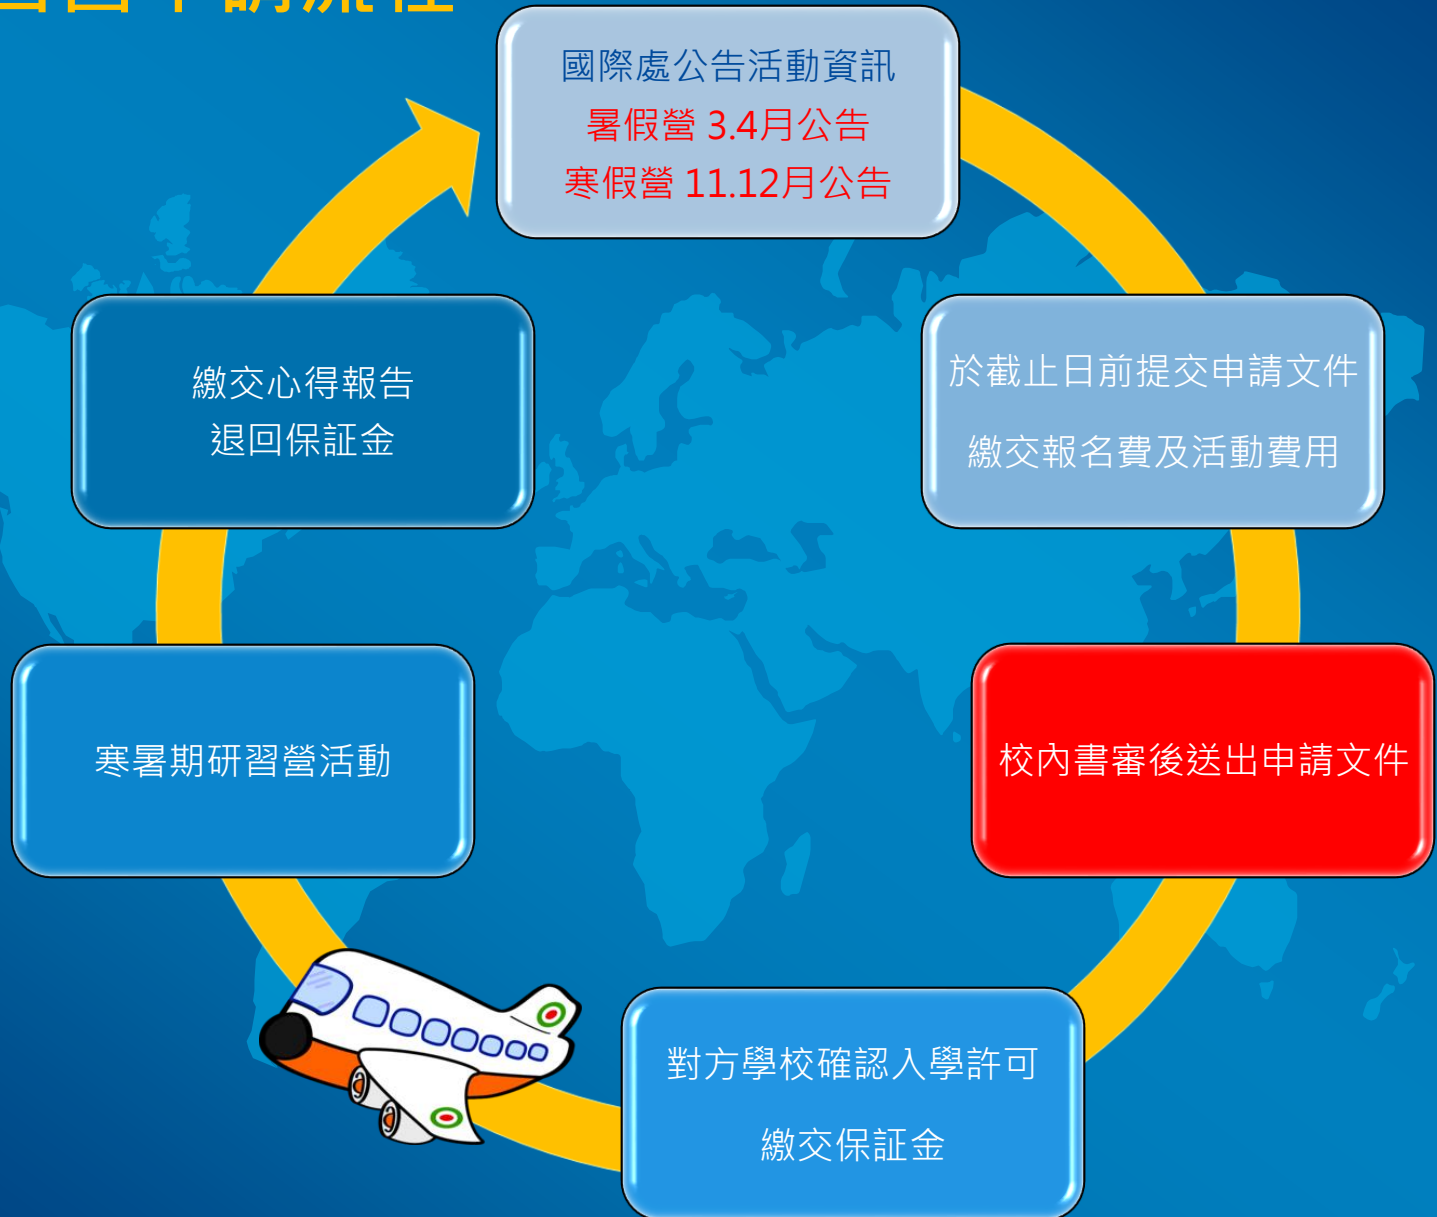 申請流程
國際處公告活動資訊
暑假營 3.4月公告
寒假營 11.12月公告
於截止日前提交申請文件
繳交報名費及活動費用
校內書審後送出申請文件
對方學校確認入學許可
繳交保証金
寒暑期研習營活動
繳交心得報告
退回保証金